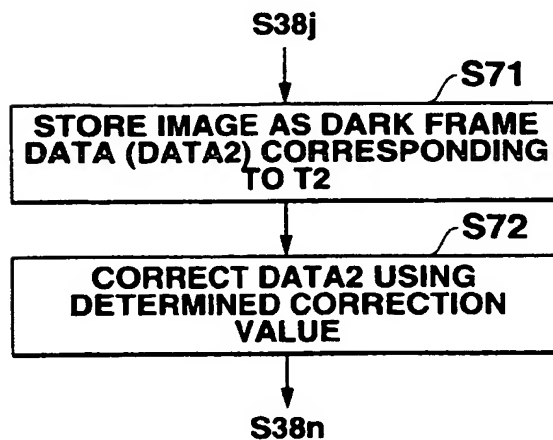 S38j
S71
STORE IMAGE AS DARK FRAME
DATA (DATA2) CORRESPONDING
TO T2
S72
CORRECT DATA2 USING
DETERMINED CORRECTION
VALUE
S38n